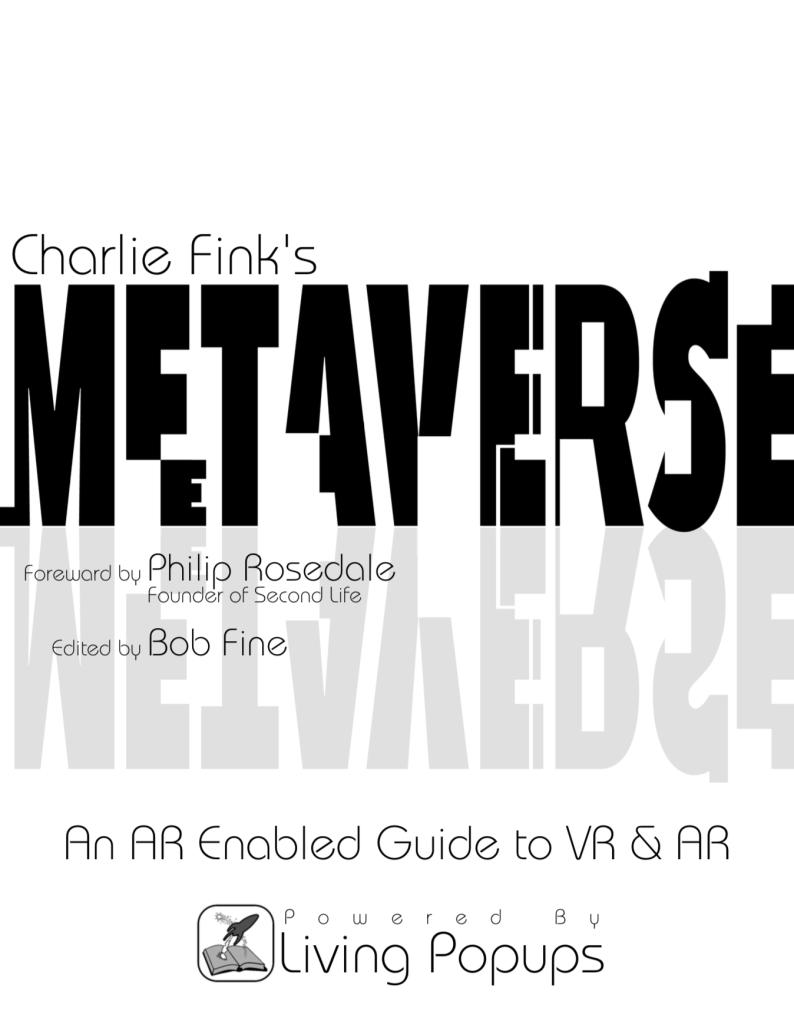 Charlie Fink's
METAVERSE
Foreward by Philip Rosedale
Founder of Second Life
Edited by Bob Fine
An AR Enabled Guide to VR & AR
Powered By
Living Popups